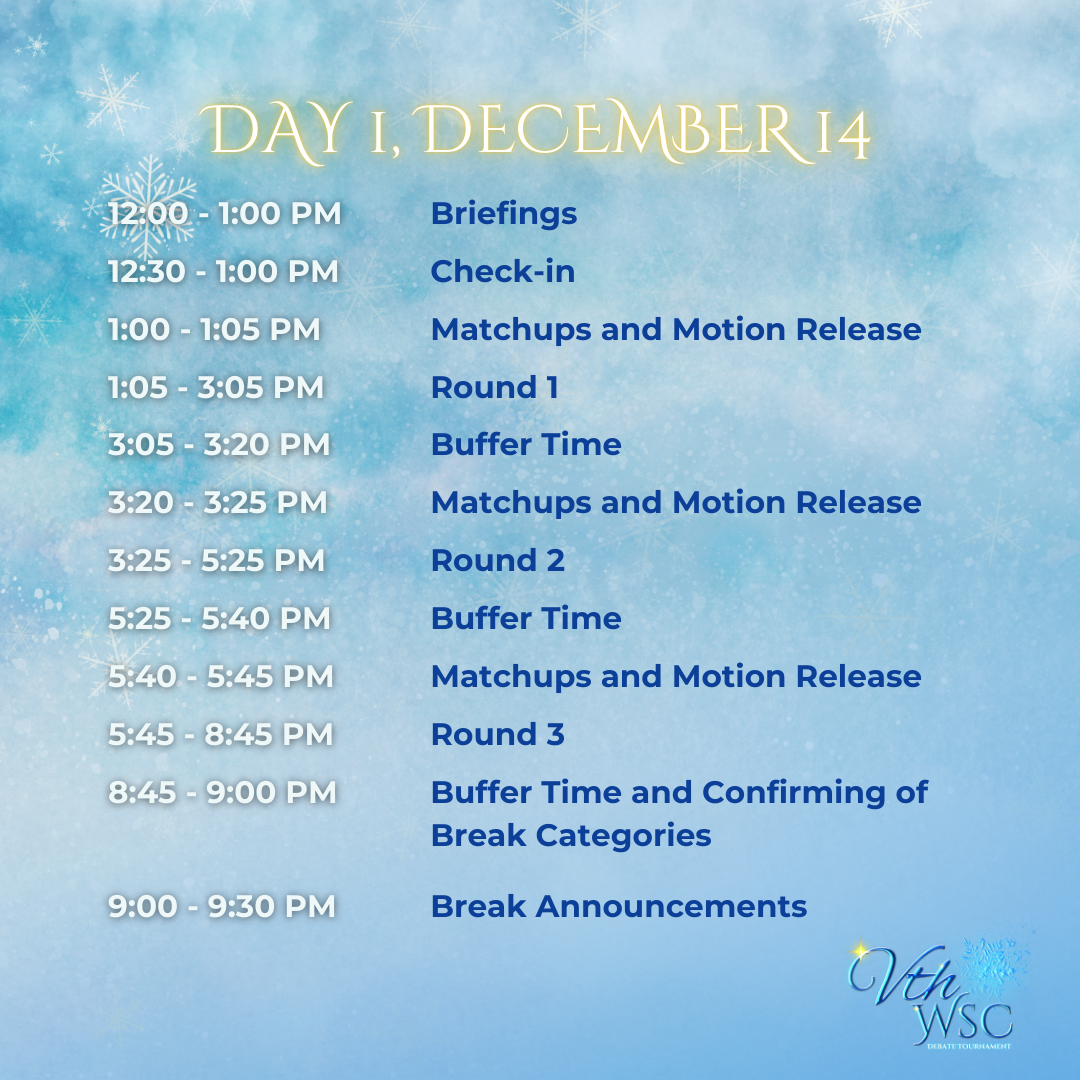 DAY 1, DECEMBER 14
12:00 - 1:00 PM Briefings
12:30 - 1:00 PM Check-in
1:00 - 1:05 PM Matchups and Motion Release
1:05 - 3:05 PM Round 1
3:05 - 3:20 PM Buffer Time
3:20 - 3:25 PM Matchups and Motion Release
3:25 - 5:25 PM Round 2
5:25 - 5:40 PM Buffer Time
5:40 - 5:45 PM Matchups and Motion Release
5:45 - 8:45 PM Round 3
8:45 - 9:00 PM Buffer Time and Confirming of
Break Categories
9:00 - 9:30 PM Break Announcements
Vth
WSC
DEBATE TOURNAMENT